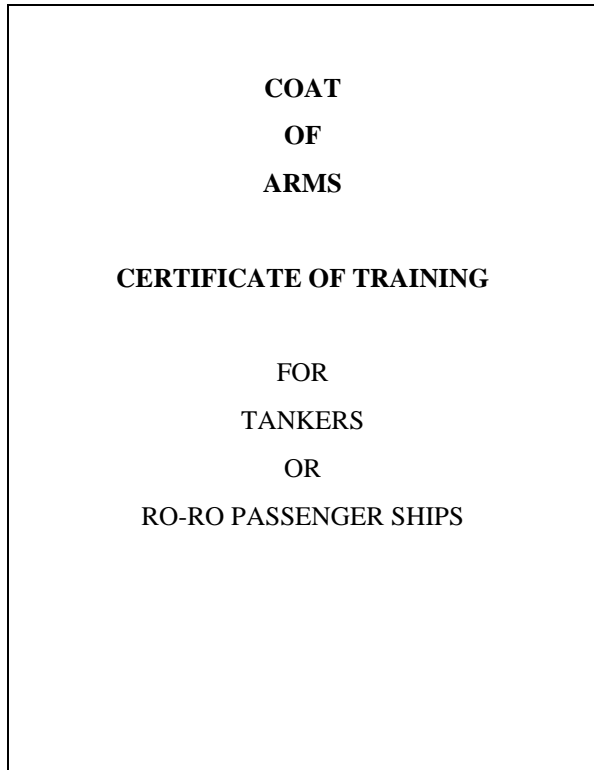 COAT
OF
ARMS
CERTIFICATE OF TRAINING
FOR
TANKERS
OR
RO-RO PASSENGER SHIPS